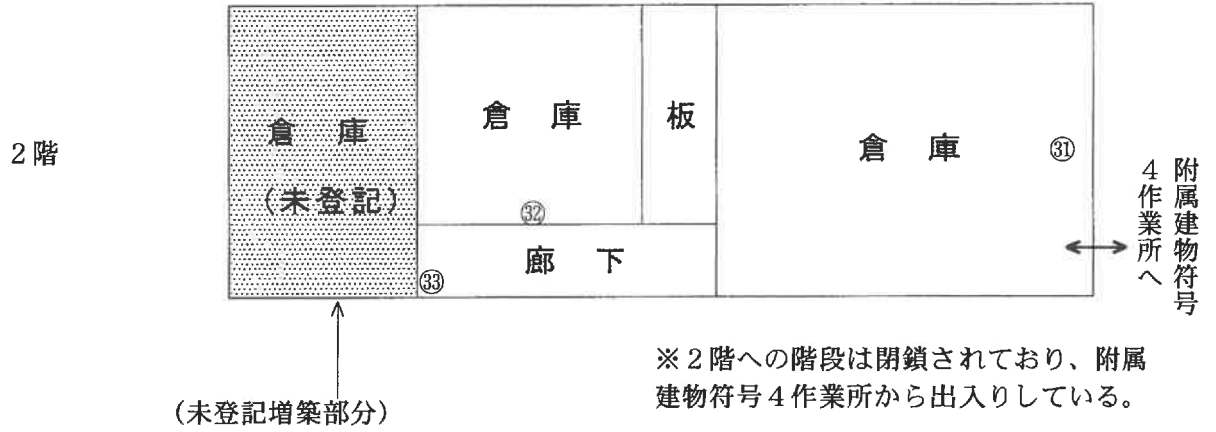 2階
倉庫
(未登記)
倉庫
㉜
板
廊下
㉝
倉庫
㉛
附属建物符号
4作業所へ
(未登記増築部分)
※2階への階段は閉鎖されており、附属
建物符号4作業所から出入りしている。